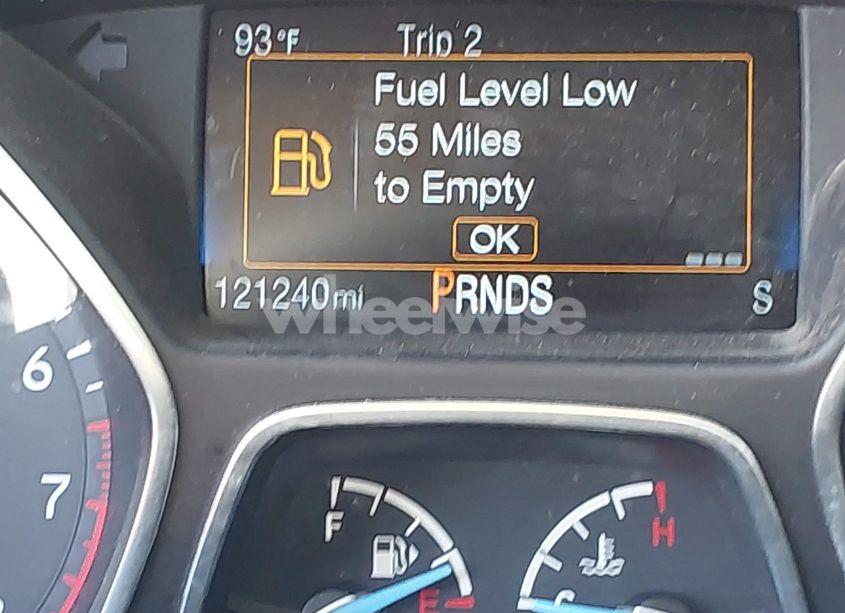 93°F Trip 2
Fuel Level Low
55 Miles
to Empty
OK
121240mi PRNDS S
wheelwise
6
7
F H
E C